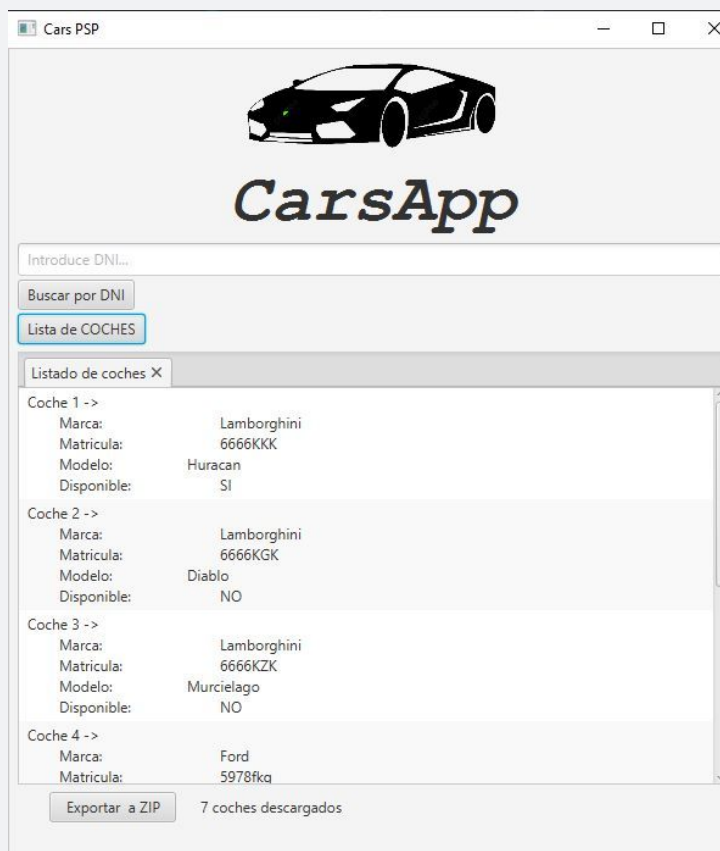 Cars PSP
CarsApp
Introduce DNI...
Buscar por DNI
Lista de COCHES
Listado de coches
Coche 1 ->
Marca: Lamborghini
Matricula: 6666KKK
Modelo: Huracan
Disponible: SI
Coche 2 ->
Marca: Lamborghini
Matricula: 6666KGK
Modelo: Diablo
Disponible: NO
Coche 3 ->
Marca: Lamborghini
Matricula: 6666KZK
Modelo: Murcielago
Disponible: NO
Coche 4 ->
Marca: Ford
Matricula: 5978fkg
Exportar a ZIP 7 coches descargados